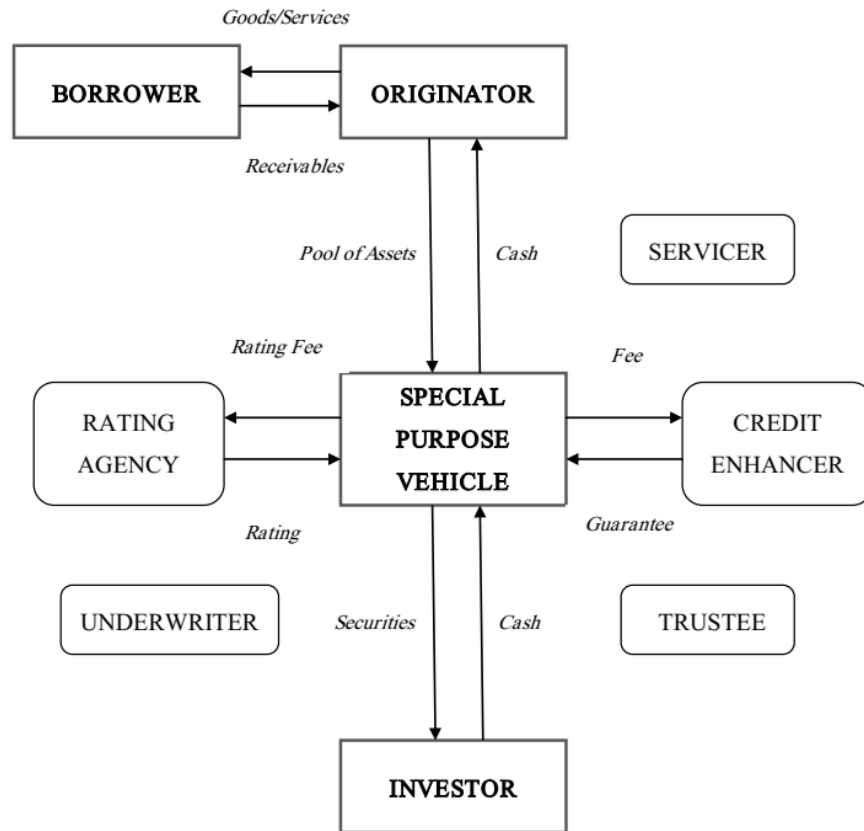 Goods/Services
BORROWER
ORIGINATOR
Receivables
Pool of Assets
Cash
SERVICER
Rating Fee
Fee
RATING
AGENCY
SPECIAL
PURPOSE
VEHICLE
CREDIT
ENHANCER
Rating
Guarantee
UNDERWRITER
Securities
Cash
TRUSTEE
INVESTOR